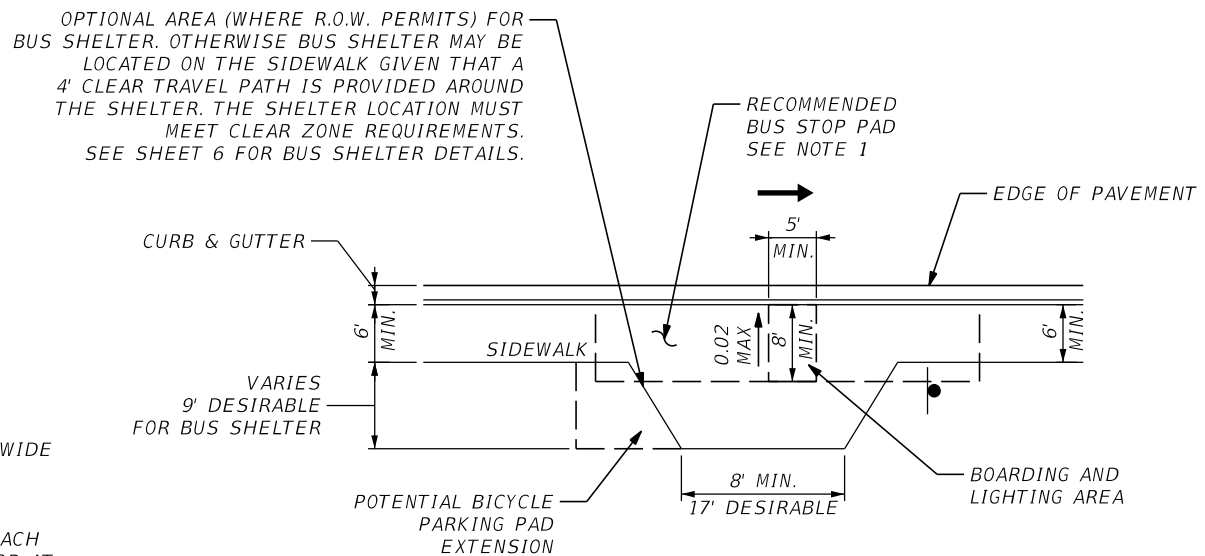 OPTIONAL AREA (WHERE R.O.W. PERMITS) FOR
BUS SHELTER. OTHERWISE BUS SHELTER MAY BE
LOCATED ON THE SIDEWALK GIVEN THAT A
4' CLEAR TRAVEL PATH IS PROVIDED AROUND
THE SHELTER. THE SHELTER LOCATION MUST
MEET CLEAR ZONE REQUIREMENTS.
SEE SHEET 6 FOR BUS SHELTER DETAILS.
RECOMMENDED
BUS STOP PAD
SEE NOTE 1
EDGE OF PAVEMENT
5'
MIN.
CURB & GUTTER
6'
MIN.
SIDEWALK
0.02
MAX
8'
MIN.
6'
MIN.
VARIES
9' DESIRABLE
FOR BUS SHELTER
WIDE
8' MIN.
17' DESIRABLE
BOARDING AND
LIGHTING AREA
POTENTIAL BICYCLE
PARKING PAD
EXTENSION
ACH